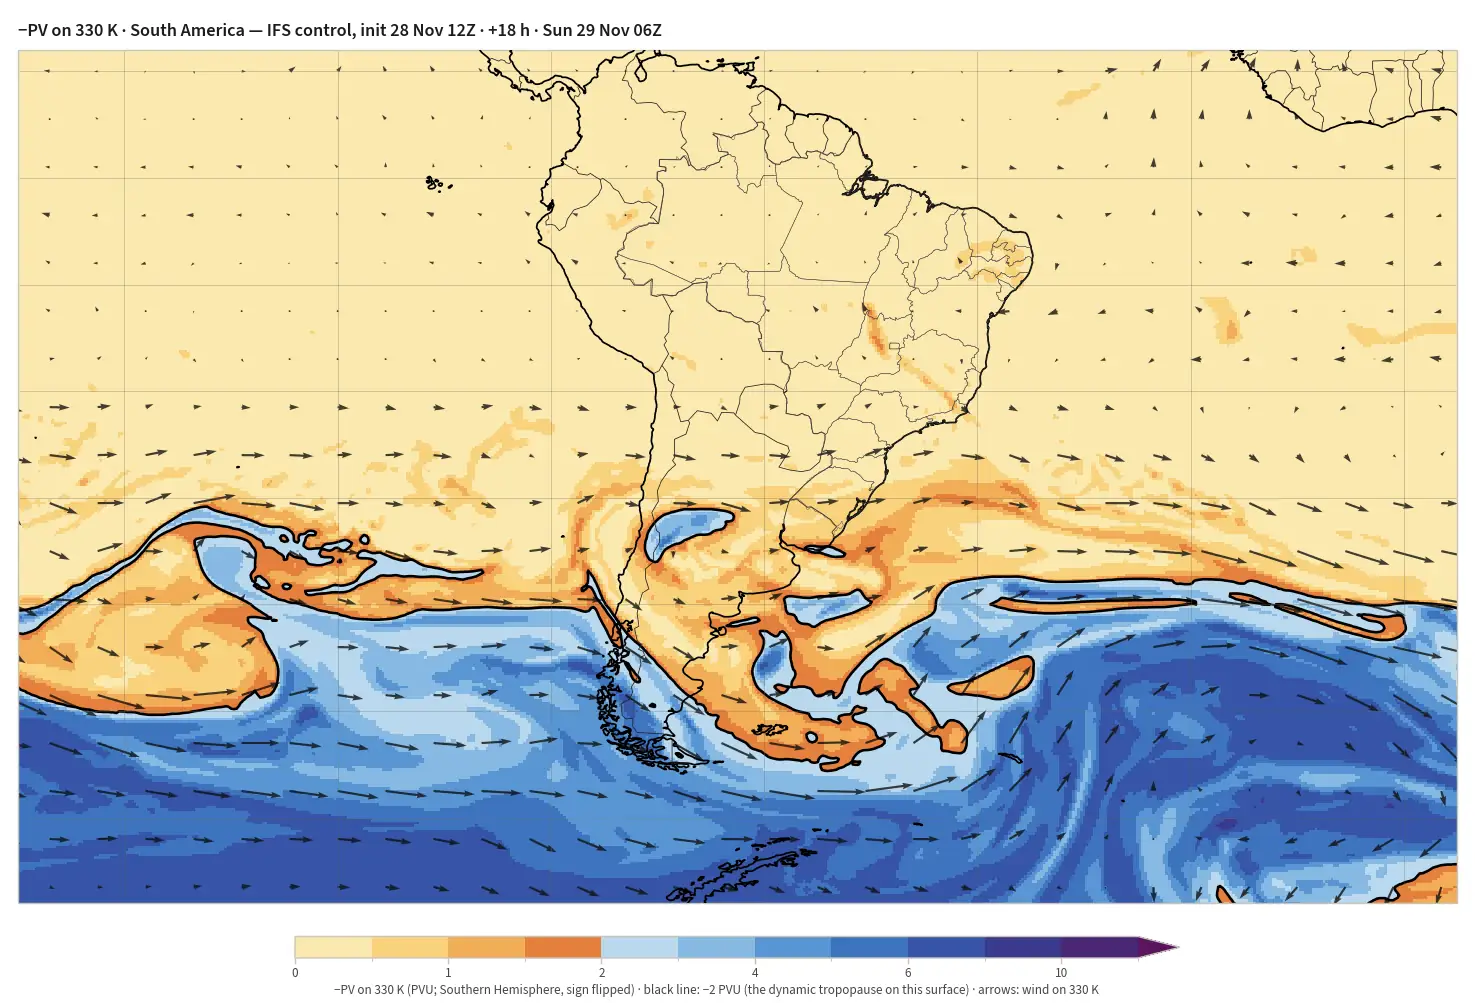 −PV on 330 K · South America — IFS control, init 28 Nov 12Z · +18 h · Sun 29 Nov 06Z
0 1 2 4 6 10
−PV on 330 K (PVU; Southern Hemisphere, sign flipped) · black line: −2 PVU (the dynamic tropopause on this surface) · arrows: wind on 330 K